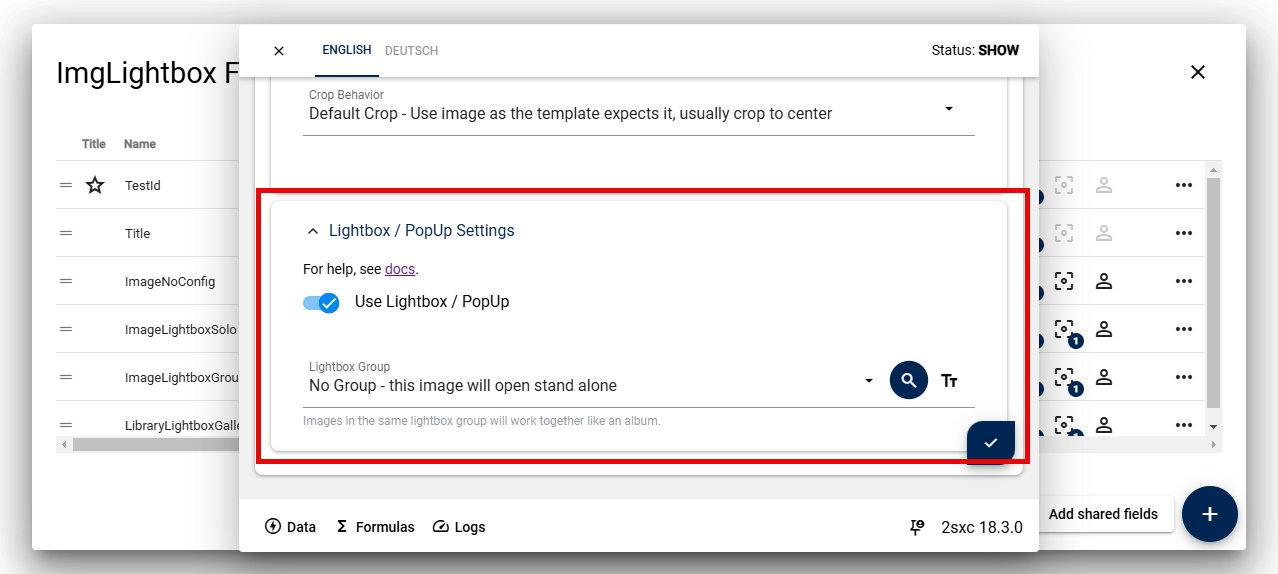 ImgLightbox F
Title Name
TestId
Title
ImageNoConfig
ImageLightboxSolo
ImageLightboxGrou
LibraryLightboxGalle
ENGLISH DEUTSCH
Status: SHOW
Crop Behavior
Default Crop - Use image as the template expects it, usually crop to center
Lightbox / PopUp Settings
For help, see docs.
Use Lightbox / PopUp
Lightbox Group
No Group - this image will open stand alone
Tт
Images in the same lightbox group will work together like an album.
1
1
Data Σ Formulas Logs
2sxc 18.3.0
Add shared fields